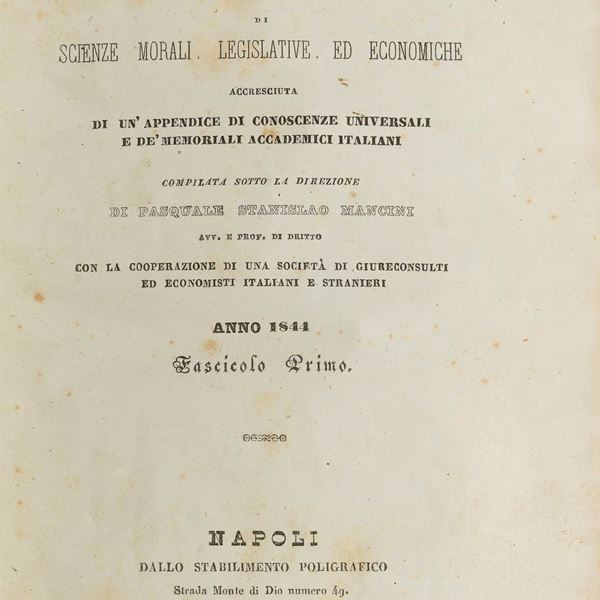 DI
SCIENZE MORALI, LEGISLATIVE, ED ECONOMICHE
ACCRESCIUTA
DI UN' APPENDICE DI CONOSCENZE UNIVERSALI
E DE' MEMORIALI ACCADEMICI ITALIANI
COMPILATA SOTTO LA DIREZIONE
DI PASQUALE STANISLAO MANCINI
AVV. E PROF. DI DRITTO
CON LA COOPERAZIONE DI UNA SOCIETÀ DI GIURECONSULTI
ED ECONOMISTI ITALIANI E STRANIERI
ANNO 1844
Fascicolo Primo.
NAPOLI
DALLO STABILIMENTO POLIGRAFICO
Strada Monte di Dio numero 49.